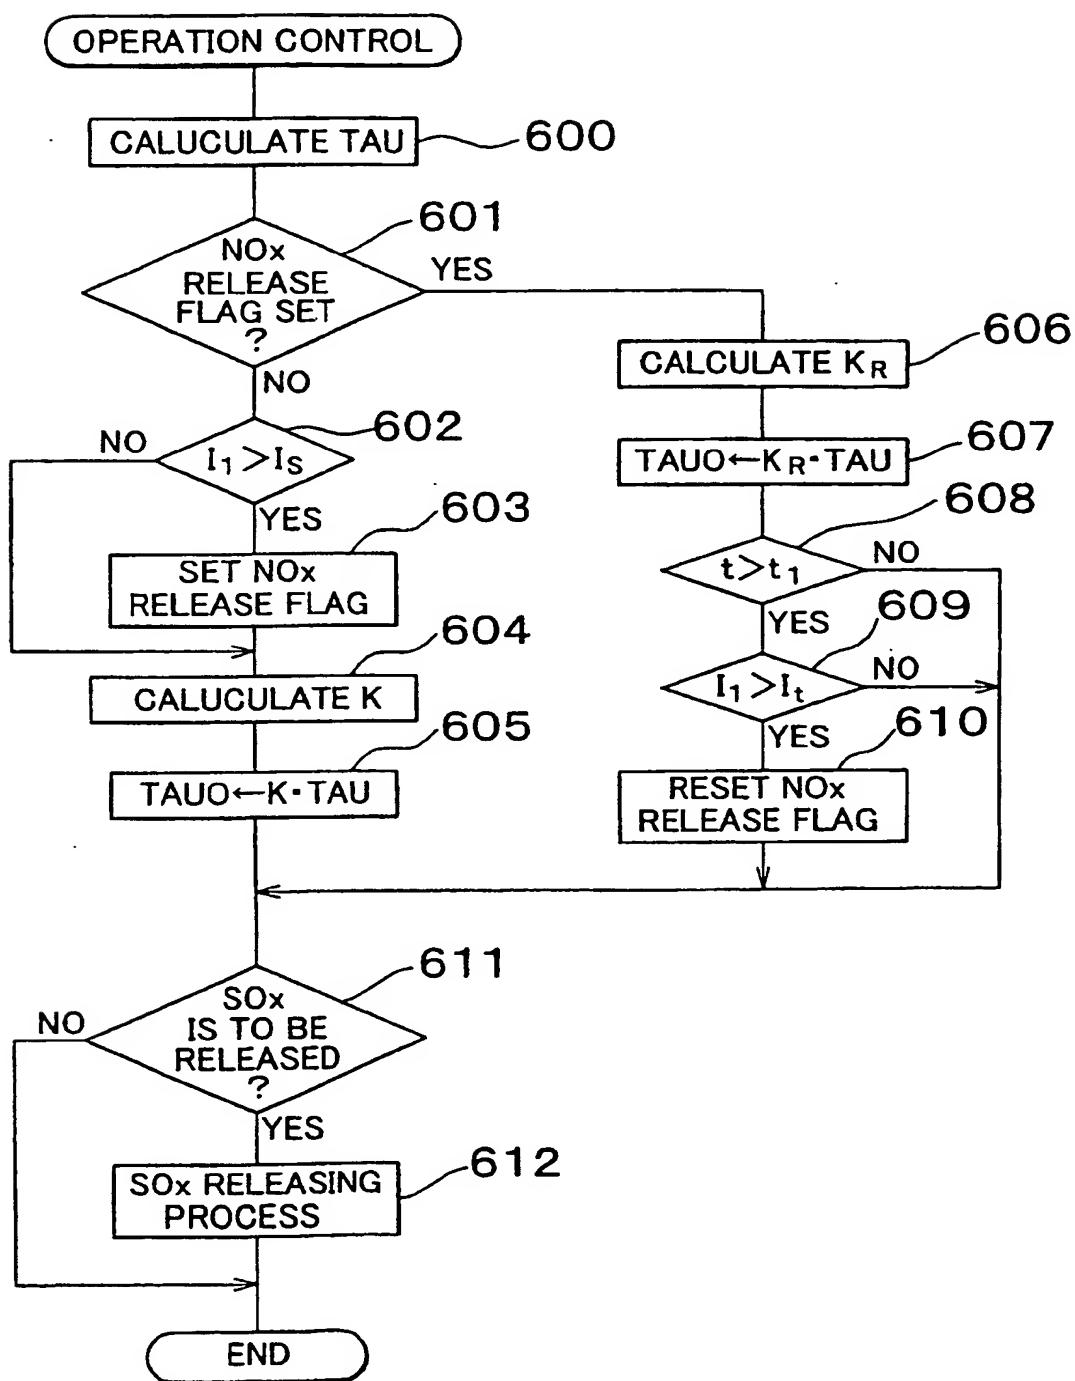 OPERATION CONTROL
CALUCULATE TAU
600
601
NOx
RELEASE
FLAG SET
?
YES
NO
606
CALCULATE KR
602
NO
I1>IS
YES
607
TAUO←KR·TAU
603
SET NOx
RELEASE FLAG
608
t>t1
NO
YES
604
CALUCULATE K
609
I1>It
NO
YES
605
TAUO←K·TAU
610
RESET NOx
RELEASE FLAG
611
SOx
IS TO BE
RELEASED
?
NO
YES
612
SOx RELEASING
PROCESS
END